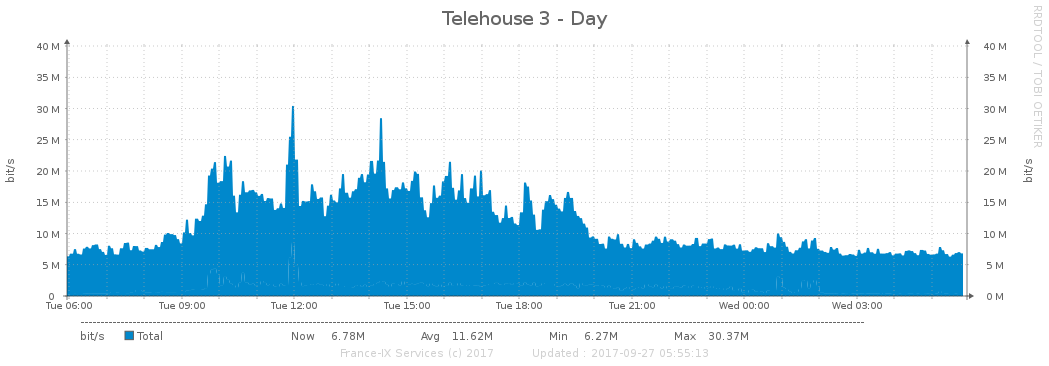 Telehouse 3 - Day
RRDTOOL / TOBI OETIKER
40 M 40 M
35 M 35 M
30 M 30 M
25 M 25 M
20 M 20 M
15 M 15 M
10 M 10 M
5 M 5 M
0 0 M
bit/s bit/s
Tue 06:00 Tue 09:00 Tue 12:00 Tue 15:00 Tue 18:00 Tue 21:00 Wed 00:00 Wed 03:00
bit/s Total Now 6.78M Avg 11.62M Min 6.27M Max 30.37M
France-IX Services (c) 2017 Updated : 2017-09-27 05:55:13